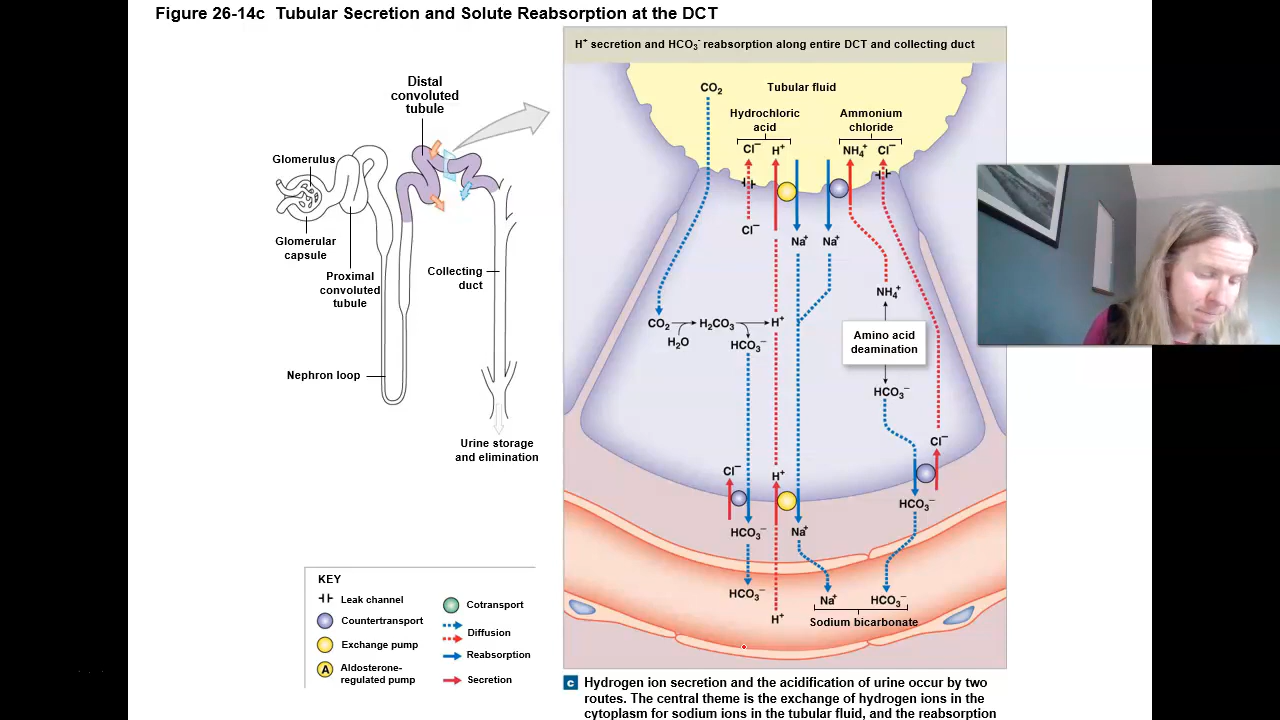 Figure 26-14c Tubular Secretion and Solute Reabsorption at the DCT
H⁺ secretion and HCO₃⁻ reabsorption along entire DCT and collecting duct
Distal
convoluted
tubule
Glomerulus
Glomerular
capsule
Proximal
convoluted
tubule
Collecting
duct
Nephron loop
Urine storage
and elimination
CO₂
Tubular fluid
Hydrochloric
acid
Ammonium
chloride
Cl⁻
H⁺
NH₄⁺
Cl⁻
Cl⁻
Na⁺
Na⁺
NH₄⁺
CO₂
H₂O
H₂CO₃
HCO₃⁻
H⁺
Amino acid
deamination
HCO₃⁻
Cl⁻
Cl⁻
H⁺
HCO₃⁻
HCO₃⁻
Na⁺
HCO₃⁻
H⁺
Na⁺
HCO₃⁻
Sodium bicarbonate
KEY
Leak channel
Countertransport
Exchange pump
A
Aldosterone-
regulated pump
Cotransport
Diffusion
Reabsorption
Secretion
c Hydrogen ion secretion and the acidification of urine occur by two
routes. The central theme is the exchange of hydrogen ions in the
cytoplasm for sodium ions in the tubular fluid, and the reabsorption